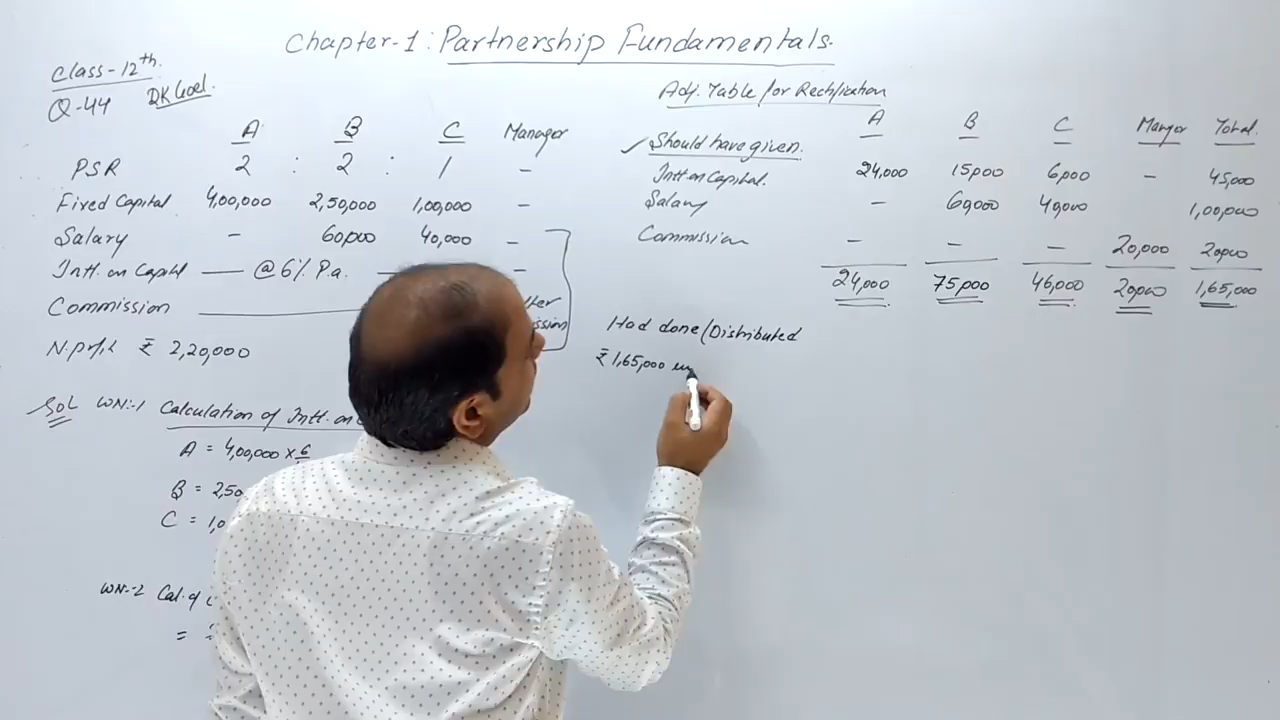 Chapter-1: Partnership Fundamentals.
Class-12th.
Q-44 DK Goel.
A B C Manager
PSR 2 : 2 : 1 -
Fixed Capital 4,00,000 2,50,000 1,00,000 -
Salary - 60,000 40,000 -
Intt. on Capital — @ 6% P.a. — -
Commission
N. profit ₹ 2,20,000
Sol WN:-1 Calculation of Intt. on
A = 4,00,000 × 6
B = 2,50
C = 1,0
WN:-2 Cal. of
=
Adj. Table for Rectification
A B C Manger Total.
✓ Should have given.
Intt. on Capital. 24,000 15,000 6,000 - 45,000
Salary - 60,000 40,000 1,00,000
Commission - - - 20,000 20,000
24,000 75,000 46,000 20,000 1,65,000
Had done/Distributed
₹ 1,65,000